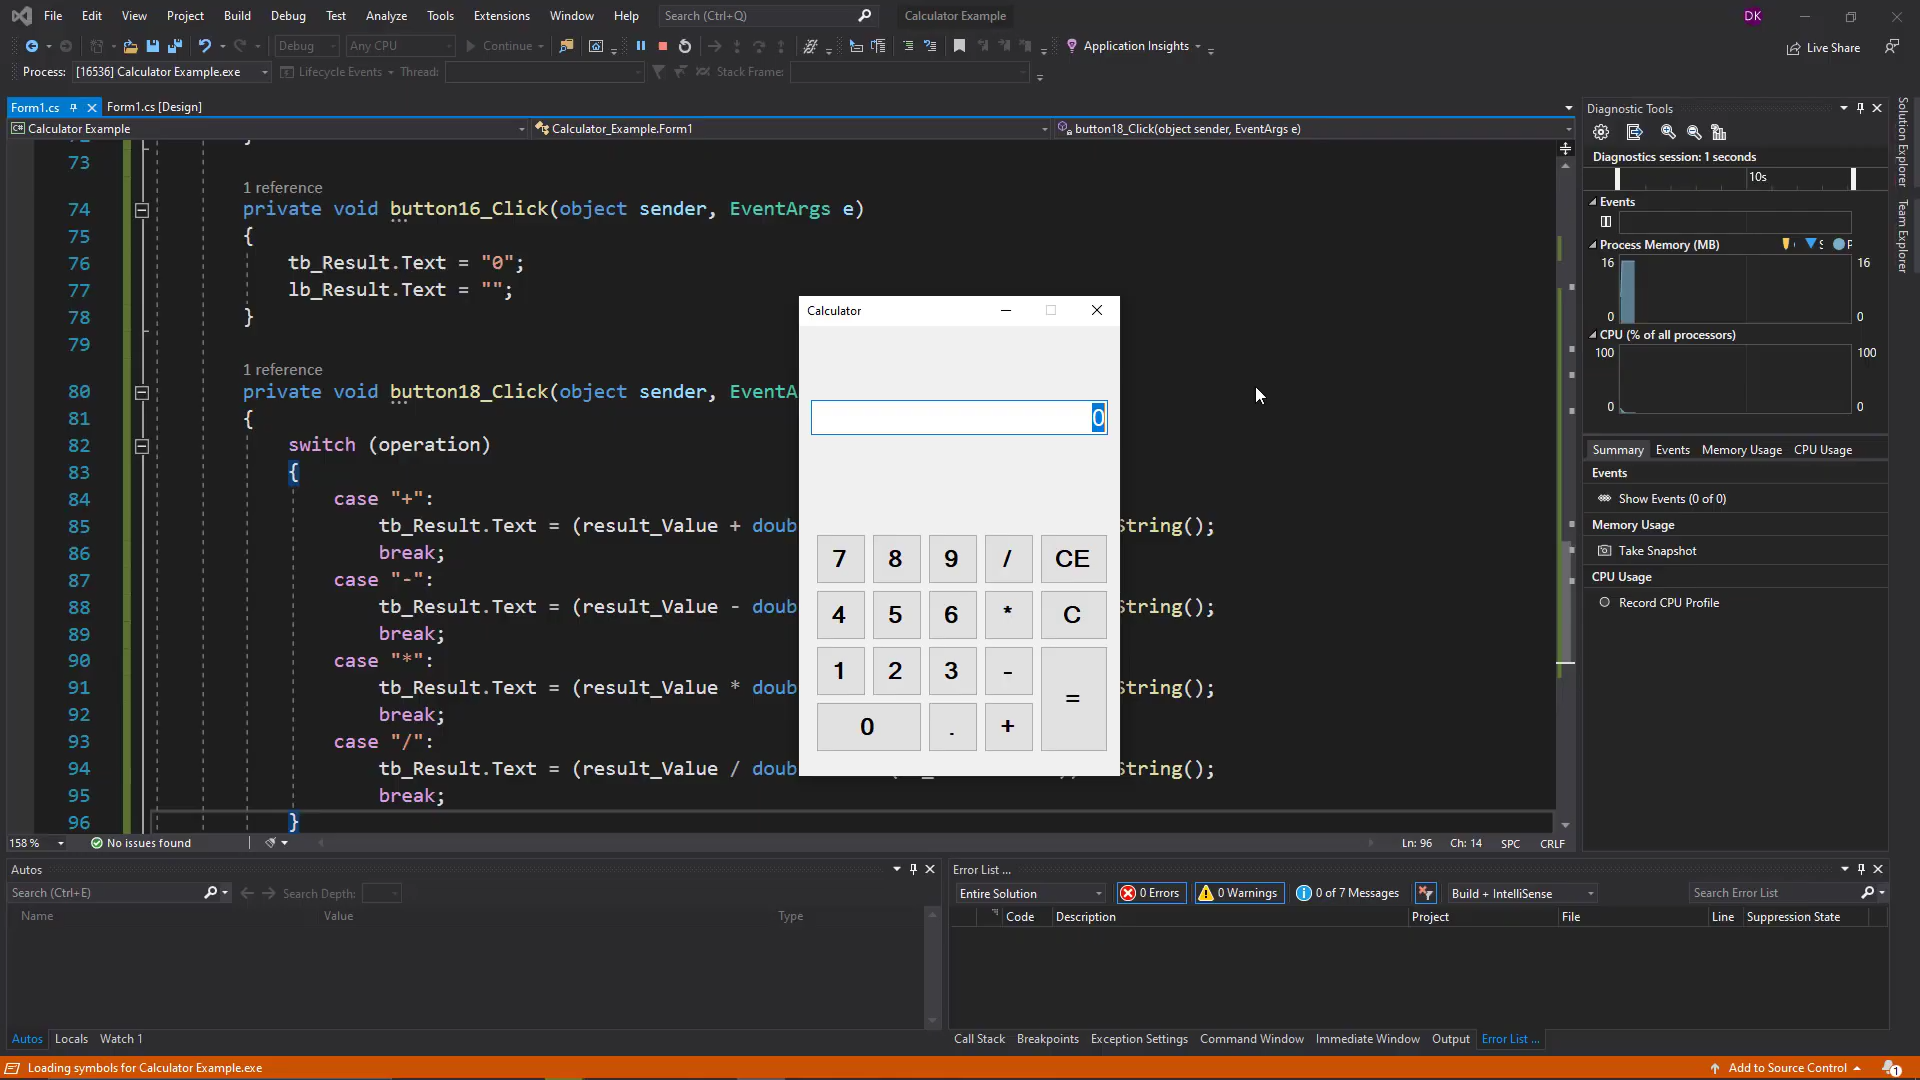 File Edit View Project Build Debug Test Analyze Tools Extensions Window Help Search (Ctrl+Q) Calculator Example DK
Debug Any CPU Continue Application Insights Live Share
Process: [16536] Calculator Example.exe Lifecycle Events Thread: Stack Frame:
Form1.cs Form1.cs [Design]
Calculator Example Calculator_Example.Form1 button18_Click(object sender, EventArgs e)
73
1 reference
74 private void button16_Click(object sender, EventArgs e)
75 {
76 tb_Result.Text = "0";
77 lb_Result.Text = "";
78 }
79
1 reference
80 private void button18_Click(object sender, EventA
81 {
82 switch (operation)
83 {
84 case "+":
85 tb_Result.Text = (result_Value + doub String();
86 break;
87 case "-":
88 tb_Result.Text = (result_Value - doub String();
89 break;
90 case "*":
91 tb_Result.Text = (result_Value * doub String();
92 break;
93 case "/":
94 tb_Result.Text = (result_Value / doub String();
95 break;
96 }
158 % No issues found Ln: 96 Ch: 14 SPC CRLF
Calculator
0
7 8 9 / CE
4 5 6 * C
1 2 3 - =
0 . +
Diagnostic Tools
Diagnostics session: 1 seconds
10s
Events
Process Memory (MB)
16 16
0 0
CPU (% of all processors)
100 100
0 0
Summary Events Memory Usage CPU Usage
Events
Show Events (0 of 0)
Memory Usage
Take Snapshot
CPU Usage
Record CPU Profile
Solution Explorer
Team Explorer
Autos
Search (Ctrl+E) Search Depth:
Name Value Type
Autos Locals Watch 1
Error List ...
Entire Solution 0 Errors 0 Warnings 0 of 7 Messages Build + IntelliSense Search Error List
Code Description Project File Line Suppression State
Call Stack Breakpoints Exception Settings Command Window Immediate Window Output Error List ...
Loading symbols for Calculator Example.exe Add to Source Control 1